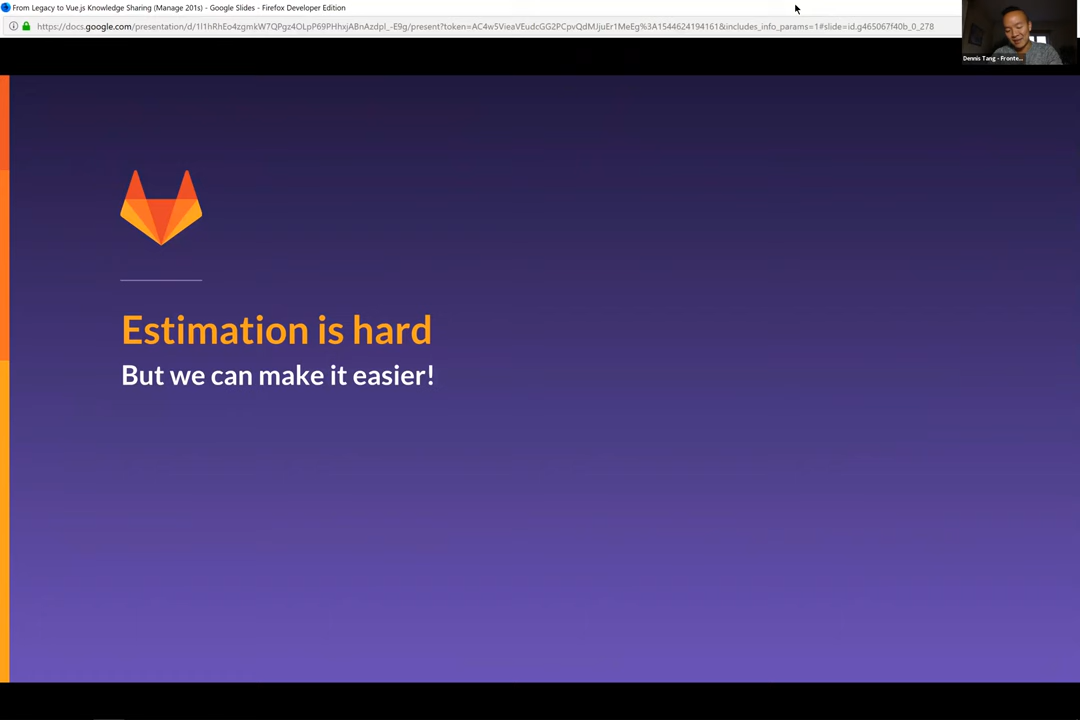 From Legacy to Vue.js Knowledge Sharing (Manage 201s) - Google Slides - Firefox Developer Edition
https://docs.google.com/presentation/d/1l1hRhEo4zgmkW7QPgz4OLpP69PHhxjABnAzdpI_-E9g/present?token=AC4w5VieaVEudcGG2PCpvQdMJjuEr1MeEg%3A1544624194161&includes_info_params=1#slide=id.g465067f40b_0_278
Dennis Tang - Fronte...
Estimation is hard
But we can make it easier!